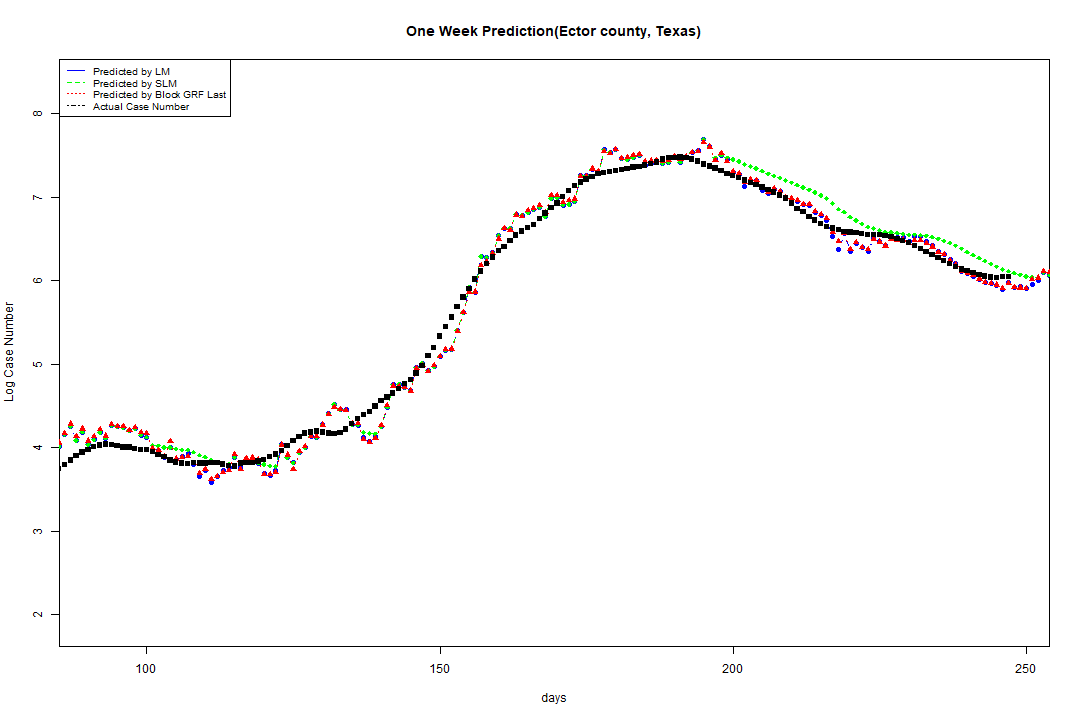 One Week Prediction(Ector county, Texas)
Predicted by LM
Predicted by SLM
Predicted by Block GRF Last
Actual Case Number
8
7
6
5
4
3
2
Log Case Number
100 150 200 250
days